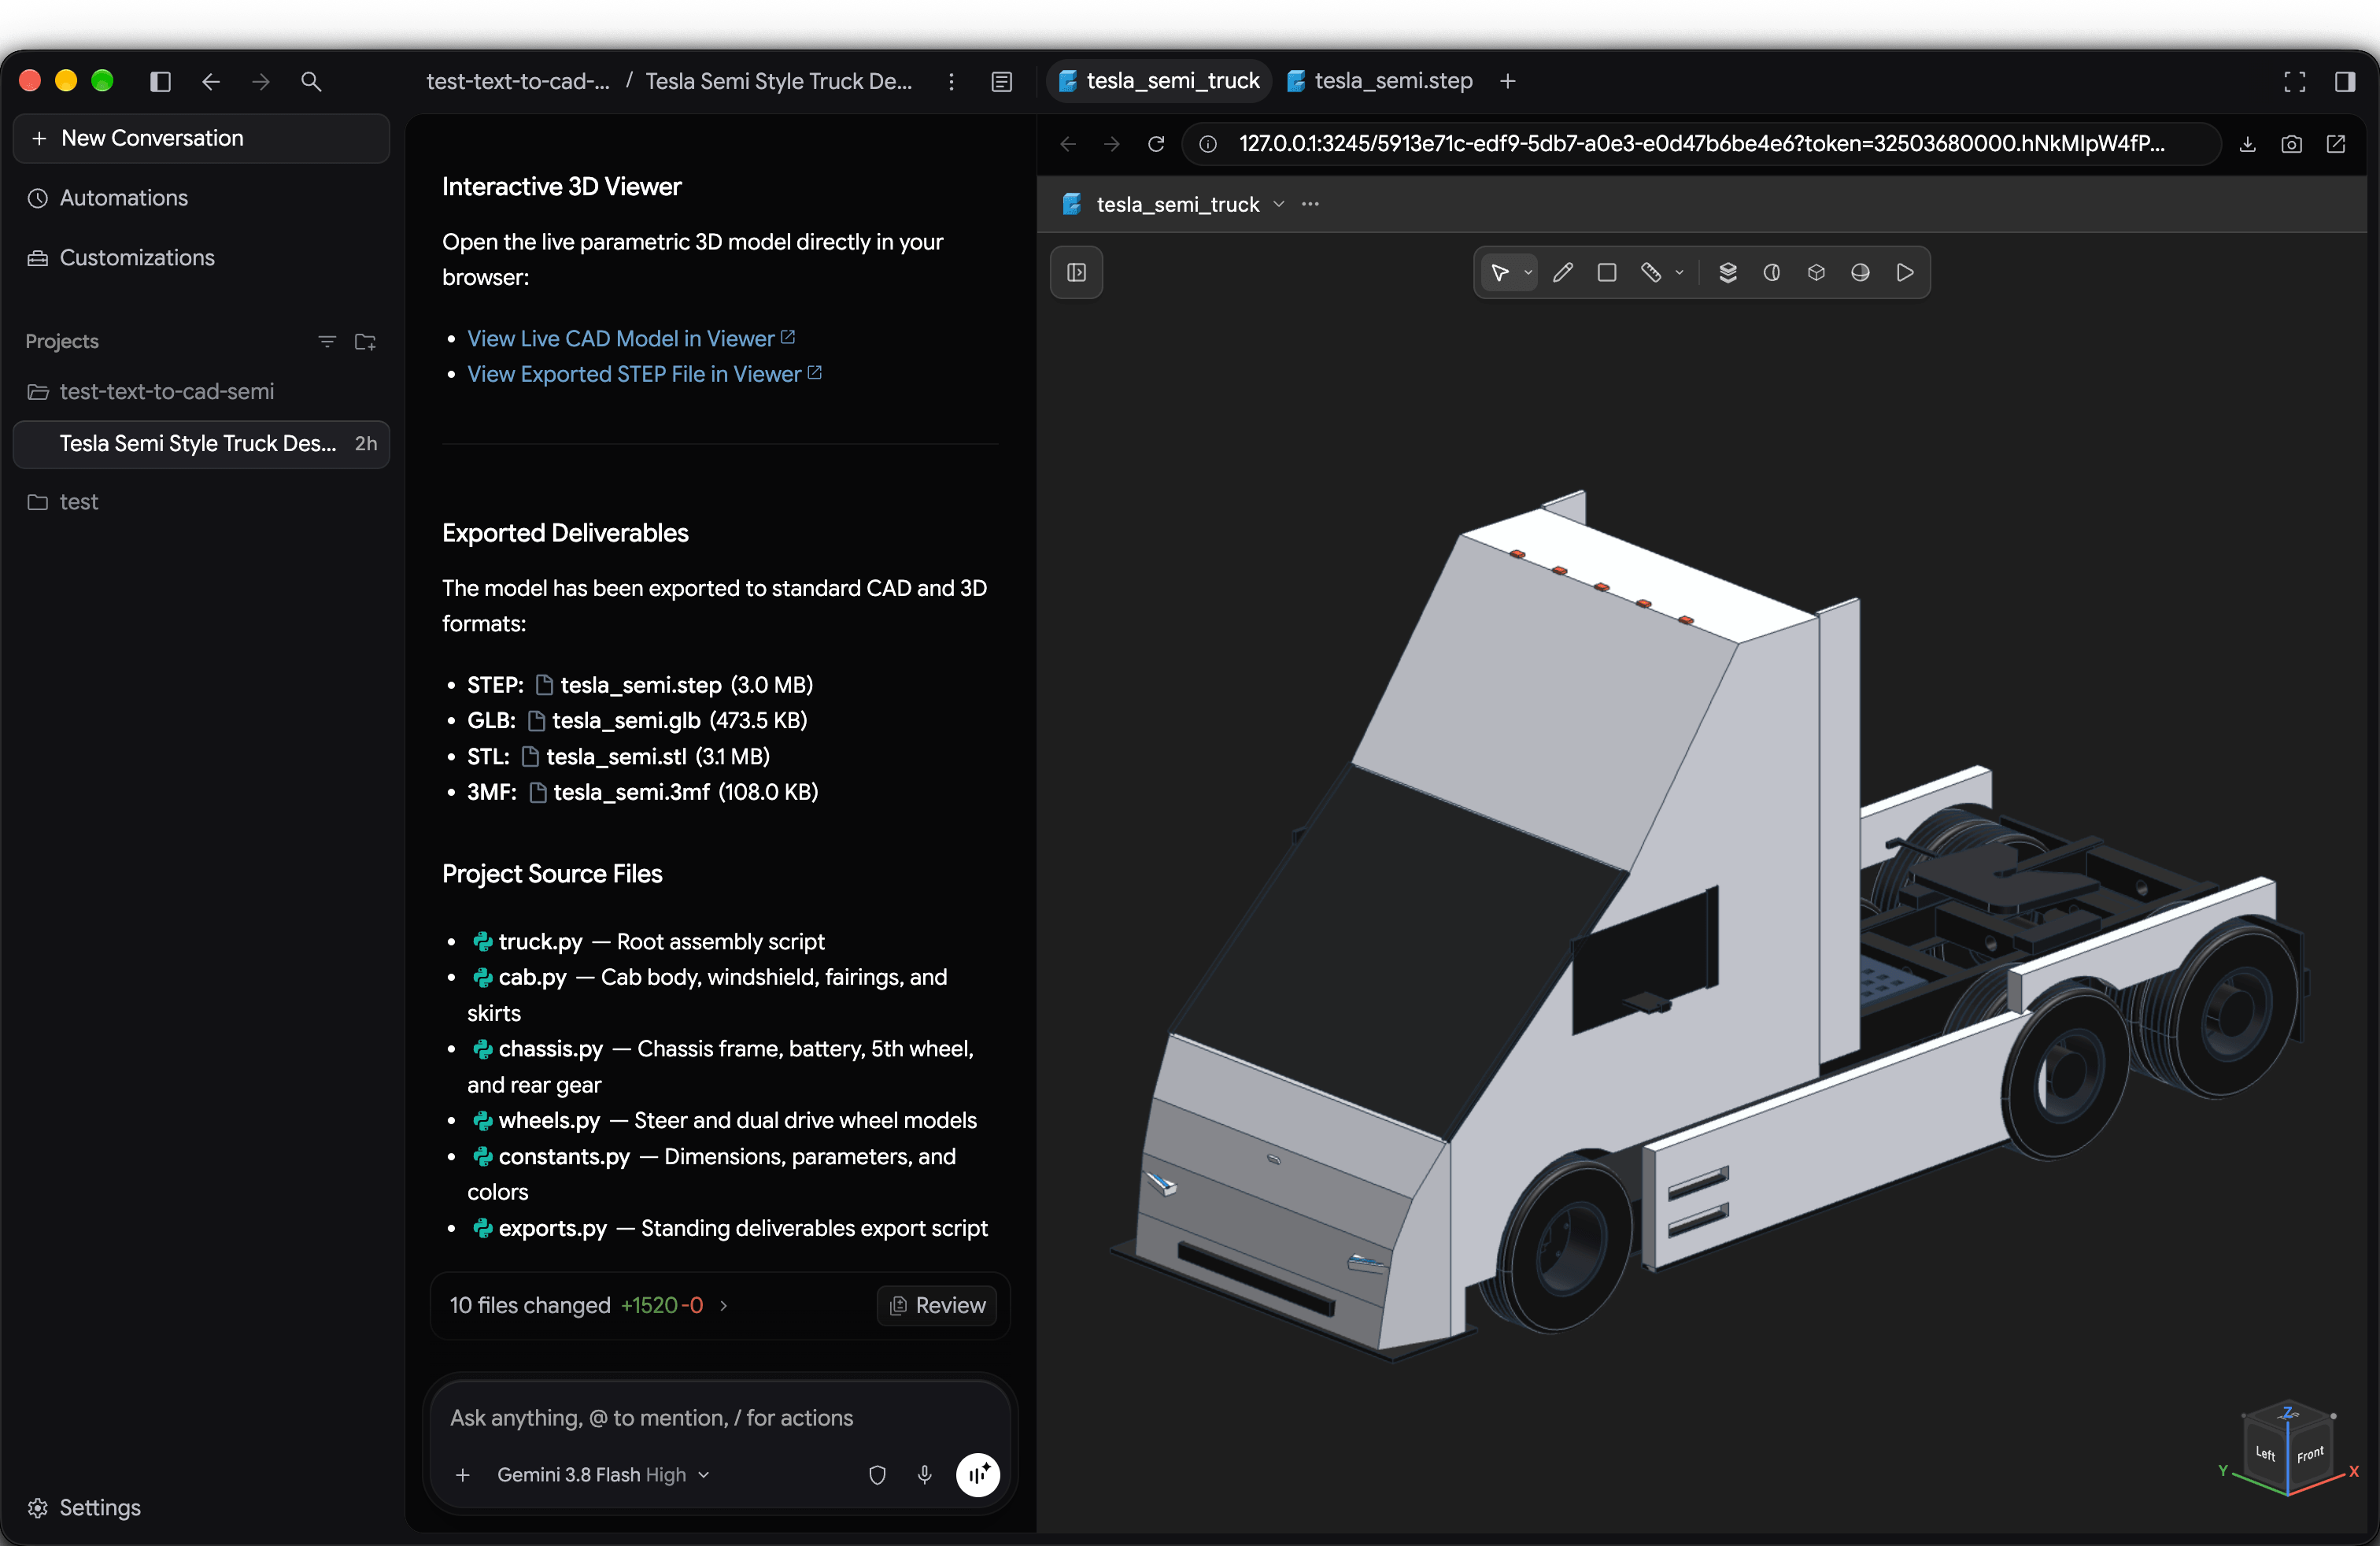 test-text-to-cad-... / Tesla Semi Style Truck De...
tesla_semi_truck
tesla_semi.step
New Conversation
Automations
Customizations
Projects
test-text-to-cad-semi
Tesla Semi Style Truck Des... 2h
test
Settings
Interactive 3D Viewer
Open the live parametric 3D model directly in your
browser:
• View Live CAD Model in Viewer
• View Exported STEP File in Viewer
Exported Deliverables
The model has been exported to standard CAD and 3D
formats:
• STEP: tesla_semi.step (3.0 MB)
• GLB: tesla_semi.glb (473.5 KB)
• STL: tesla_semi.stl (3.1 MB)
• 3MF: tesla_semi.3mf (108.0 KB)
Project Source Files
• truck.py — Root assembly script
• cab.py — Cab body, windshield, fairings, and
skirts
• chassis.py — Chassis frame, battery, 5th wheel,
and rear gear
• wheels.py — Steer and dual drive wheel models
• constants.py — Dimensions, parameters, and
colors
• exports.py — Standing deliverables export script
10 files changed +1520 -0
Review
Ask anything, @ to mention, / for actions
Gemini 3.8 Flash High
127.0.0.1:3245/5913e71c-edf9-5db7-a0e3-e0d47b6be4e6?token=32503680000.hNkMIpW4fP...
tesla_semi_truck
Z
Left
Front
Y
X